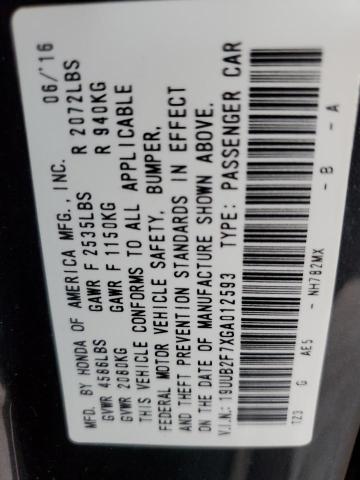 MFD. BY HONDA OF AMERICA MFG., INC. 06/'16
GVWR 4586LBS GAWR F 2535LBS R 2072LBS
GVWR 2080KG GAWR F 1150KG R 940KG
THIS VEHICLE CONFORMS TO ALL APPLICABLE
FEDERAL MOTOR VEHICLE SAFETY, BUMPER,
AND THEFT PREVENTION STANDARDS IN EFFECT
ON THE DATE OF MANUFACTURE SHOWN ABOVE.
V.I.N.: 19UUB2F7XGA012593 TYPE: PASSENGER CAR
TZ3 G AE5 - NH782MX - B - A